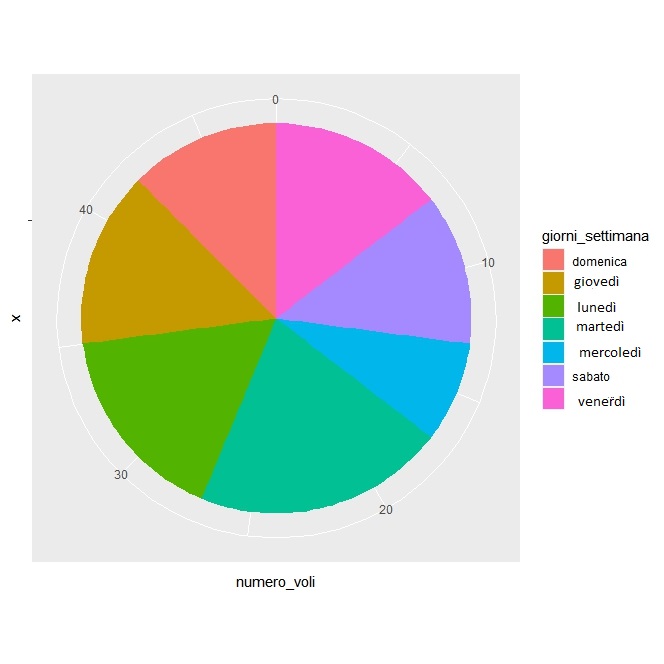 0
40
10
30
20
x
numero_voli
giorni_settimana
domenica
giovedì
lunedì
martedì
mercoledì
sabato
venerdì